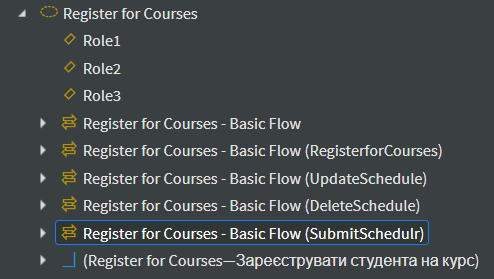 Register for Courses
Role1
Role2
Role3
Register for Courses - Basic Flow
Register for Courses - Basic Flow (RegisterforCourses)
Register for Courses - Basic Flow (UpdateSchedule)
Register for Courses - Basic Flow (DeleteSchedule)
Register for Courses - Basic Flow (SubmitSchedulr)
(Register for Courses—Зареєструвати студента на курс)